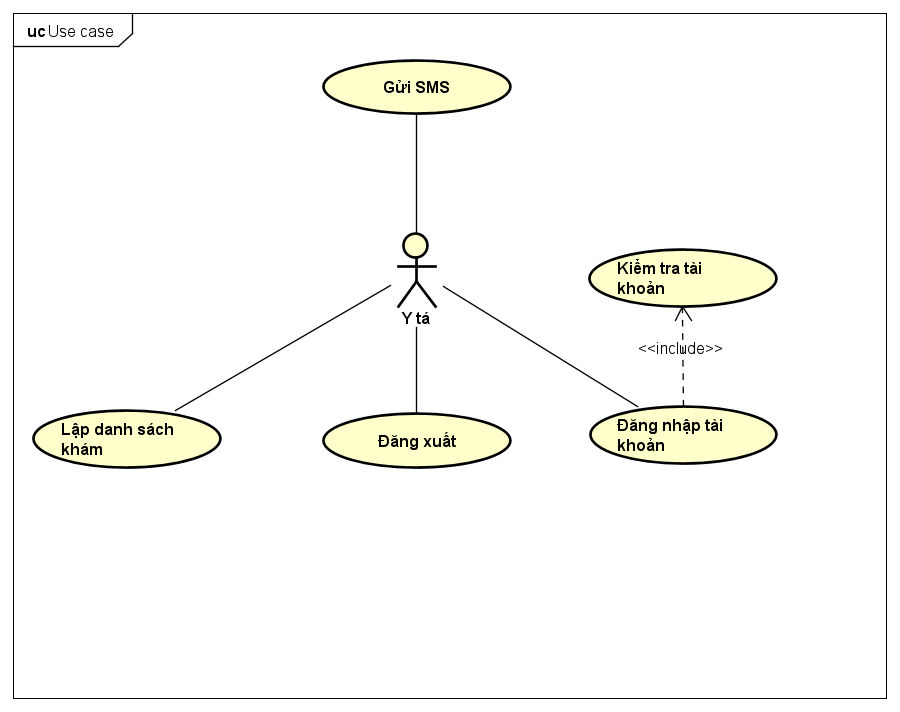 uc Use case
Gửi SMS
Kiểm tra tài
khoản
Y tá
<<include>>
Lập danh sách
khám
Đăng xuất
Đăng nhập tài
khoản